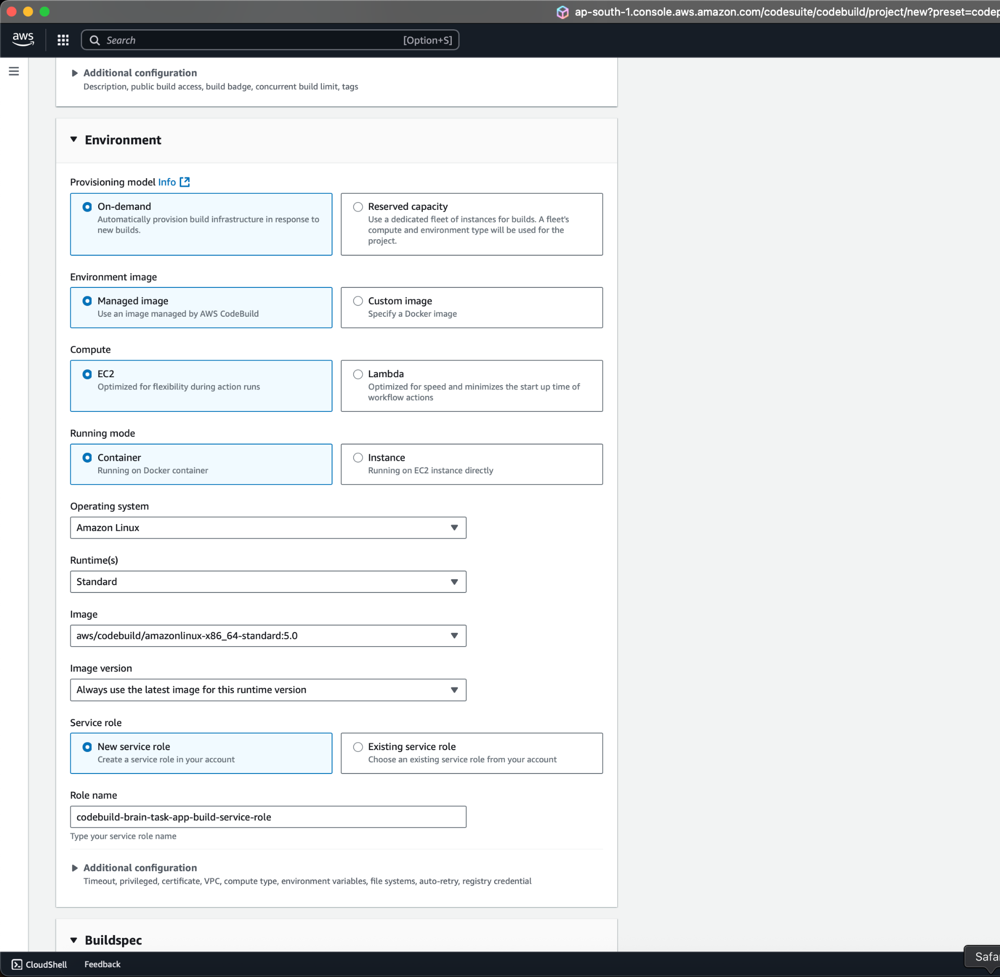 ap-south-1.console.aws.amazon.com/codesuite/codebuild/project/new?preset=codep
aws
Search [Option+S]
Additional configuration
Description, public build access, build badge, concurrent build limit, tags
Environment
Provisioning model Info
On-demand
Automatically provision build infrastructure in response to
new builds.
Reserved capacity
Use a dedicated fleet of instances for builds. A fleet's
compute and environment type will be used for the
project.
Environment image
Managed image
Use an image managed by AWS CodeBuild
Custom image
Specify a Docker image
Compute
EC2
Optimized for flexibility during action runs
Lambda
Optimized for speed and minimizes the start up time of
workflow actions
Running mode
Container
Running on Docker container
Instance
Running on EC2 instance directly
Operating system
Amazon Linux
Runtime(s)
Standard
Image
aws/codebuild/amazonlinux-x86_64-standard:5.0
Image version
Always use the latest image for this runtime version
Service role
New service role
Create a service role in your account
Existing service role
Choose an existing service role from your account
Role name
codebuild-brain-task-app-build-service-role
Type your service role name
Additional configuration
Timeout, privileged, certificate, VPC, compute type, environment variables, file systems, auto-retry, registry credential
Buildspec
CloudShell
Feedback
Safa